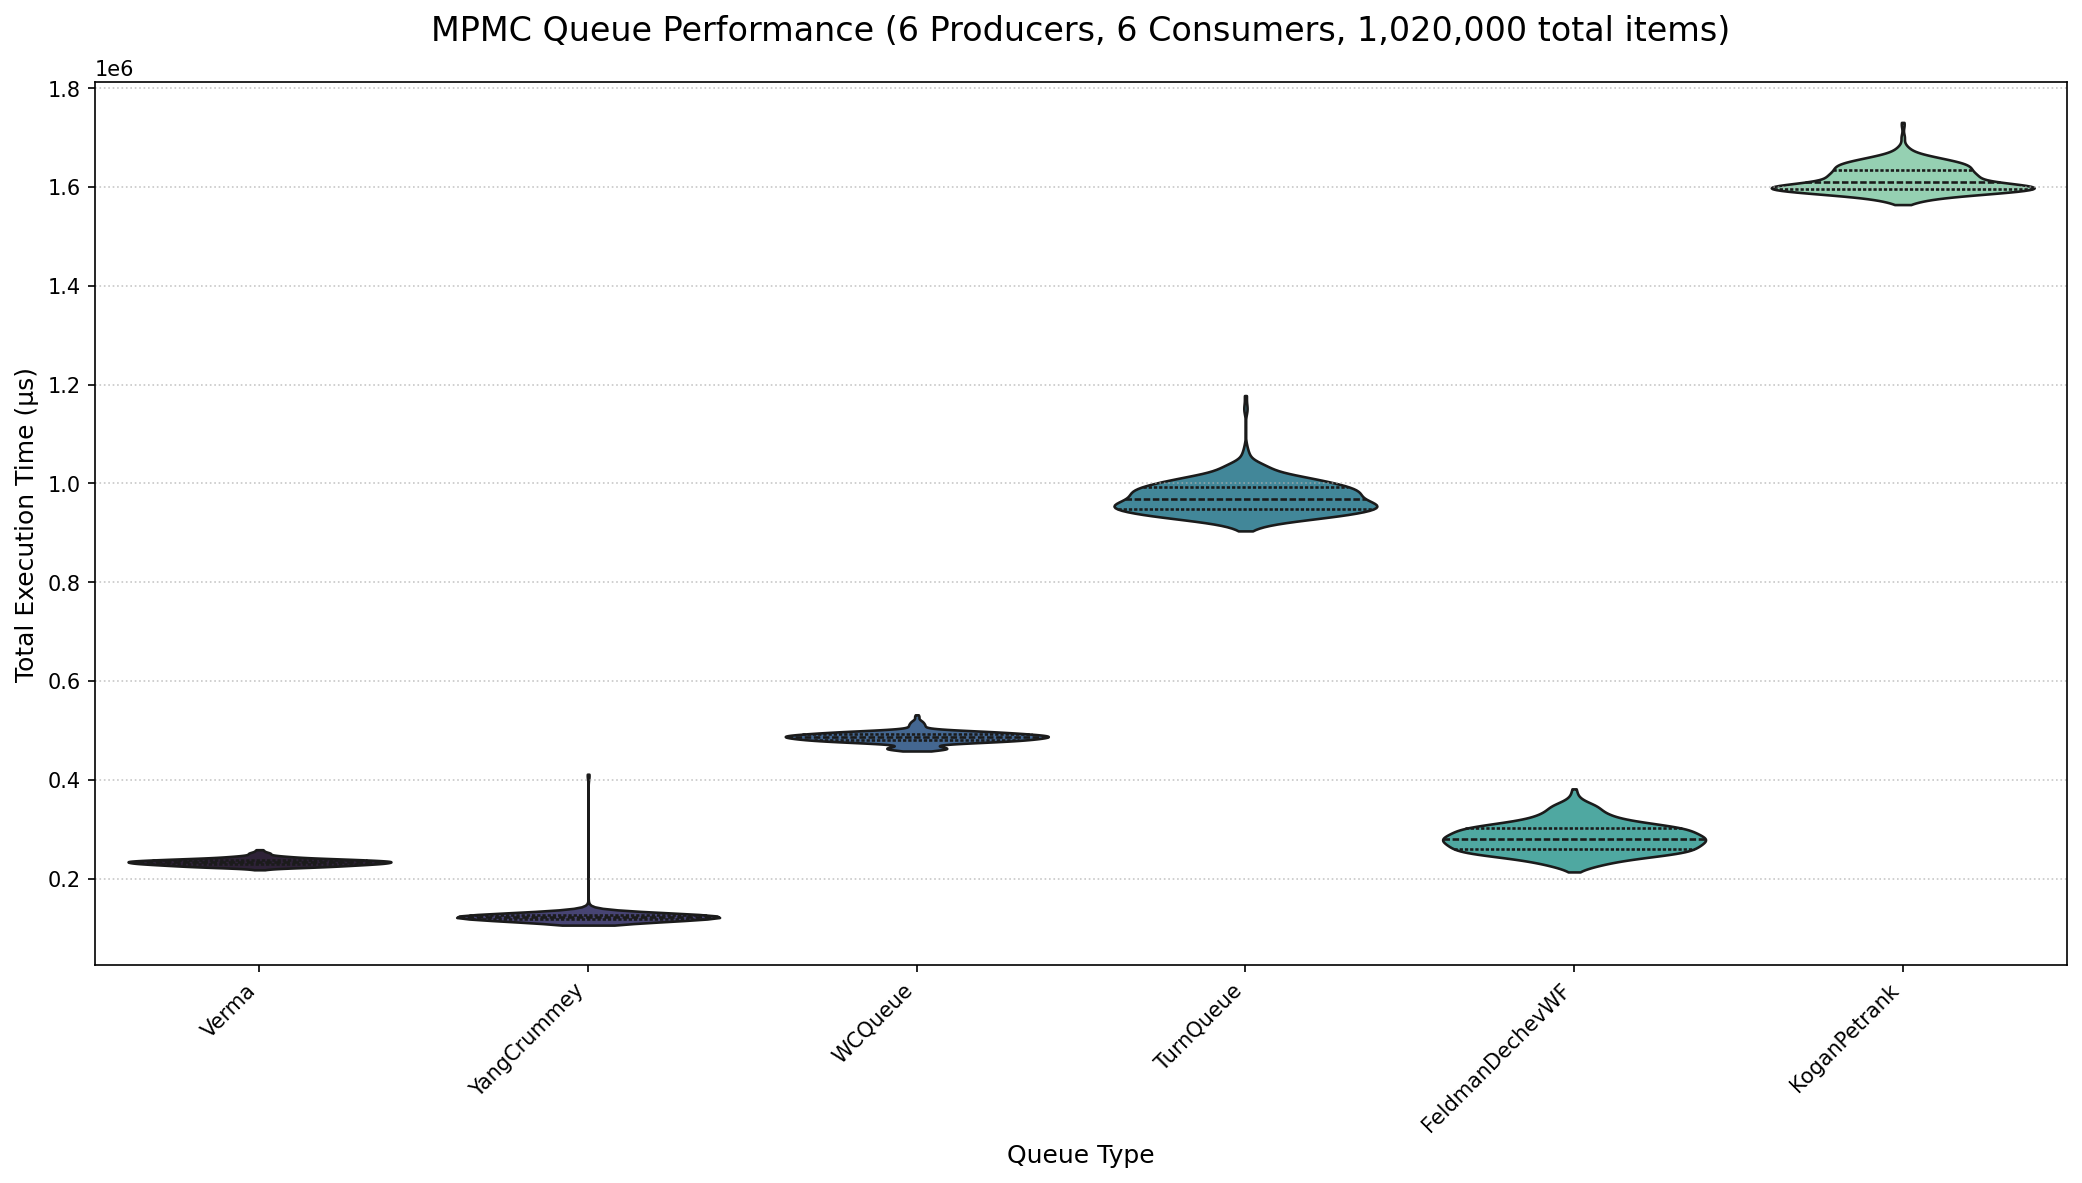 MPMC Queue Performance (6 Producers, 6 Consumers, 1,020,000 total items)
1e6
1.8
1.6
1.4
1.2
1.0
0.8
0.6
0.4
0.2
Total Execution Time (µs)
Verma
YangCrummey
WCQueue
TurnQueue
FeldmanDechevWF
KoganPetrank
Queue Type